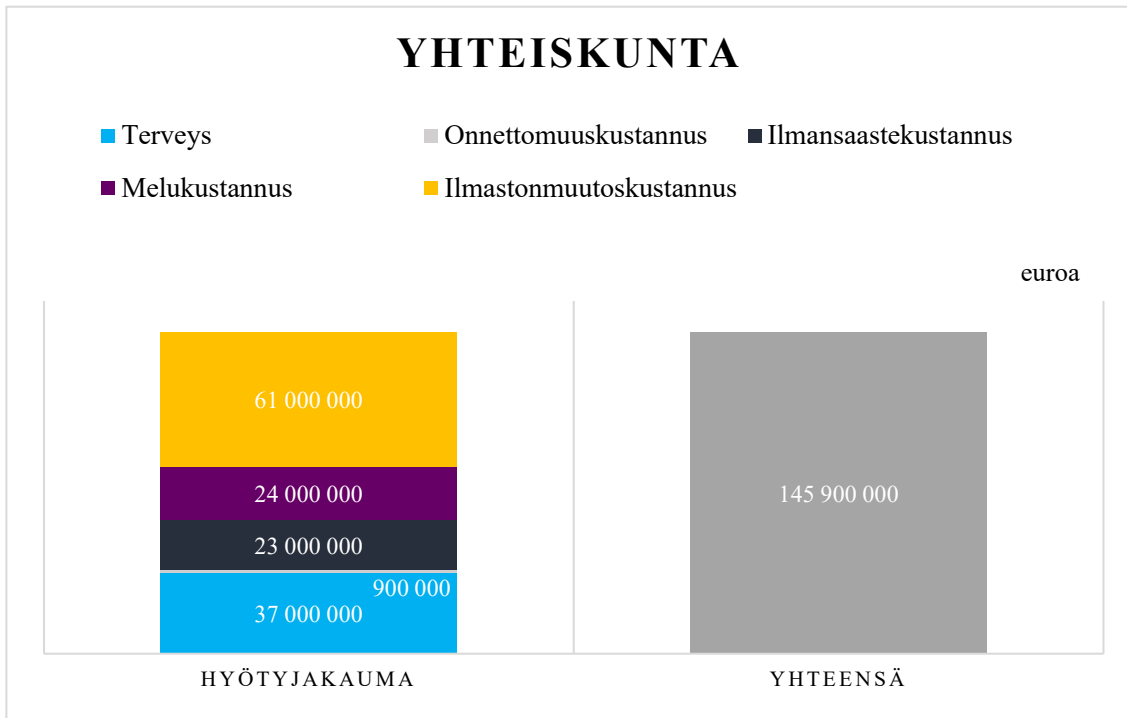 YHTEISKUNTA
Terveys Onnettomuuskustannus Ilmansaastekustannus
Melukustannus Ilmastonmuutoskustannus
euroa
61 000 000
24 000 000
145 900 000
23 000 000
900 000
37 000 000
HYÖTYJAKAUMA YHTEENSÄ